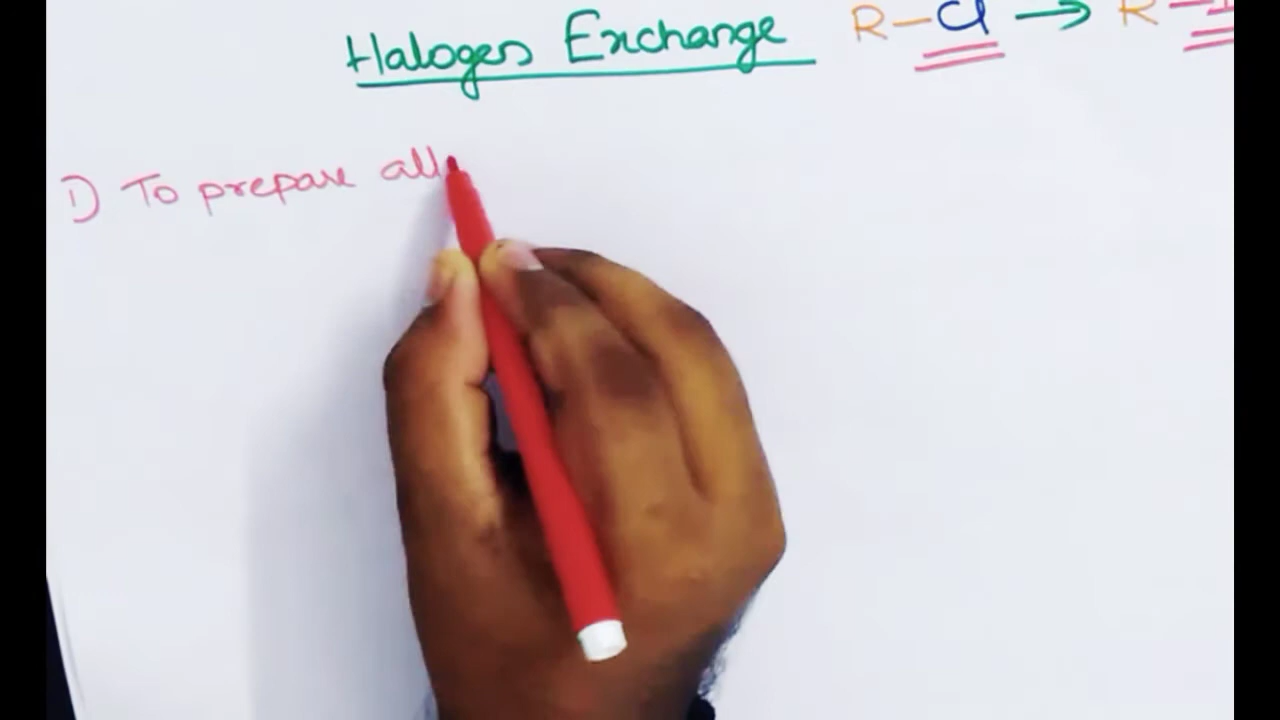 Halogen Exchange R–Cl → R–I
1) To prepare all